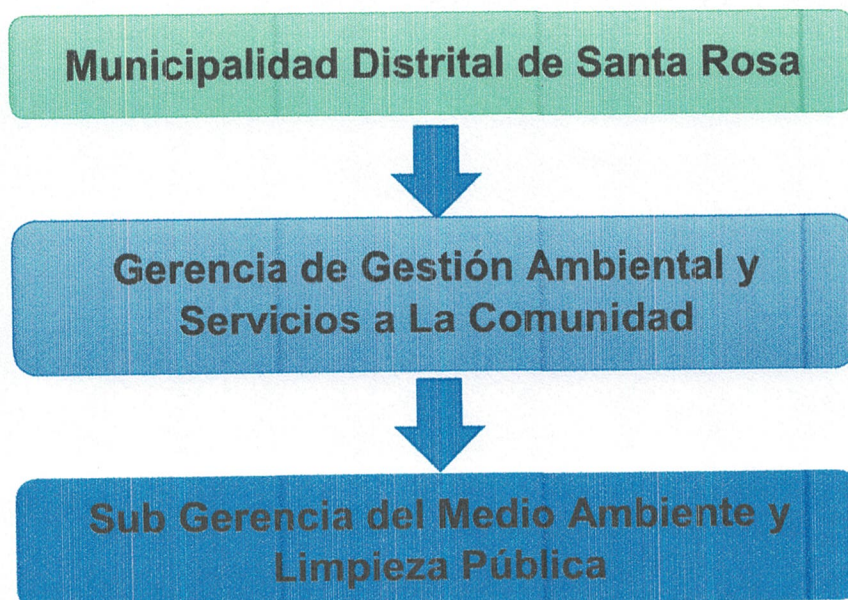 Municipalidad Distrital de Santa Rosa
Gerencia de Gestión Ambiental y
Servicios a La Comunidad
Sub Gerencia del Medio Ambiente y
Limpieza Pública